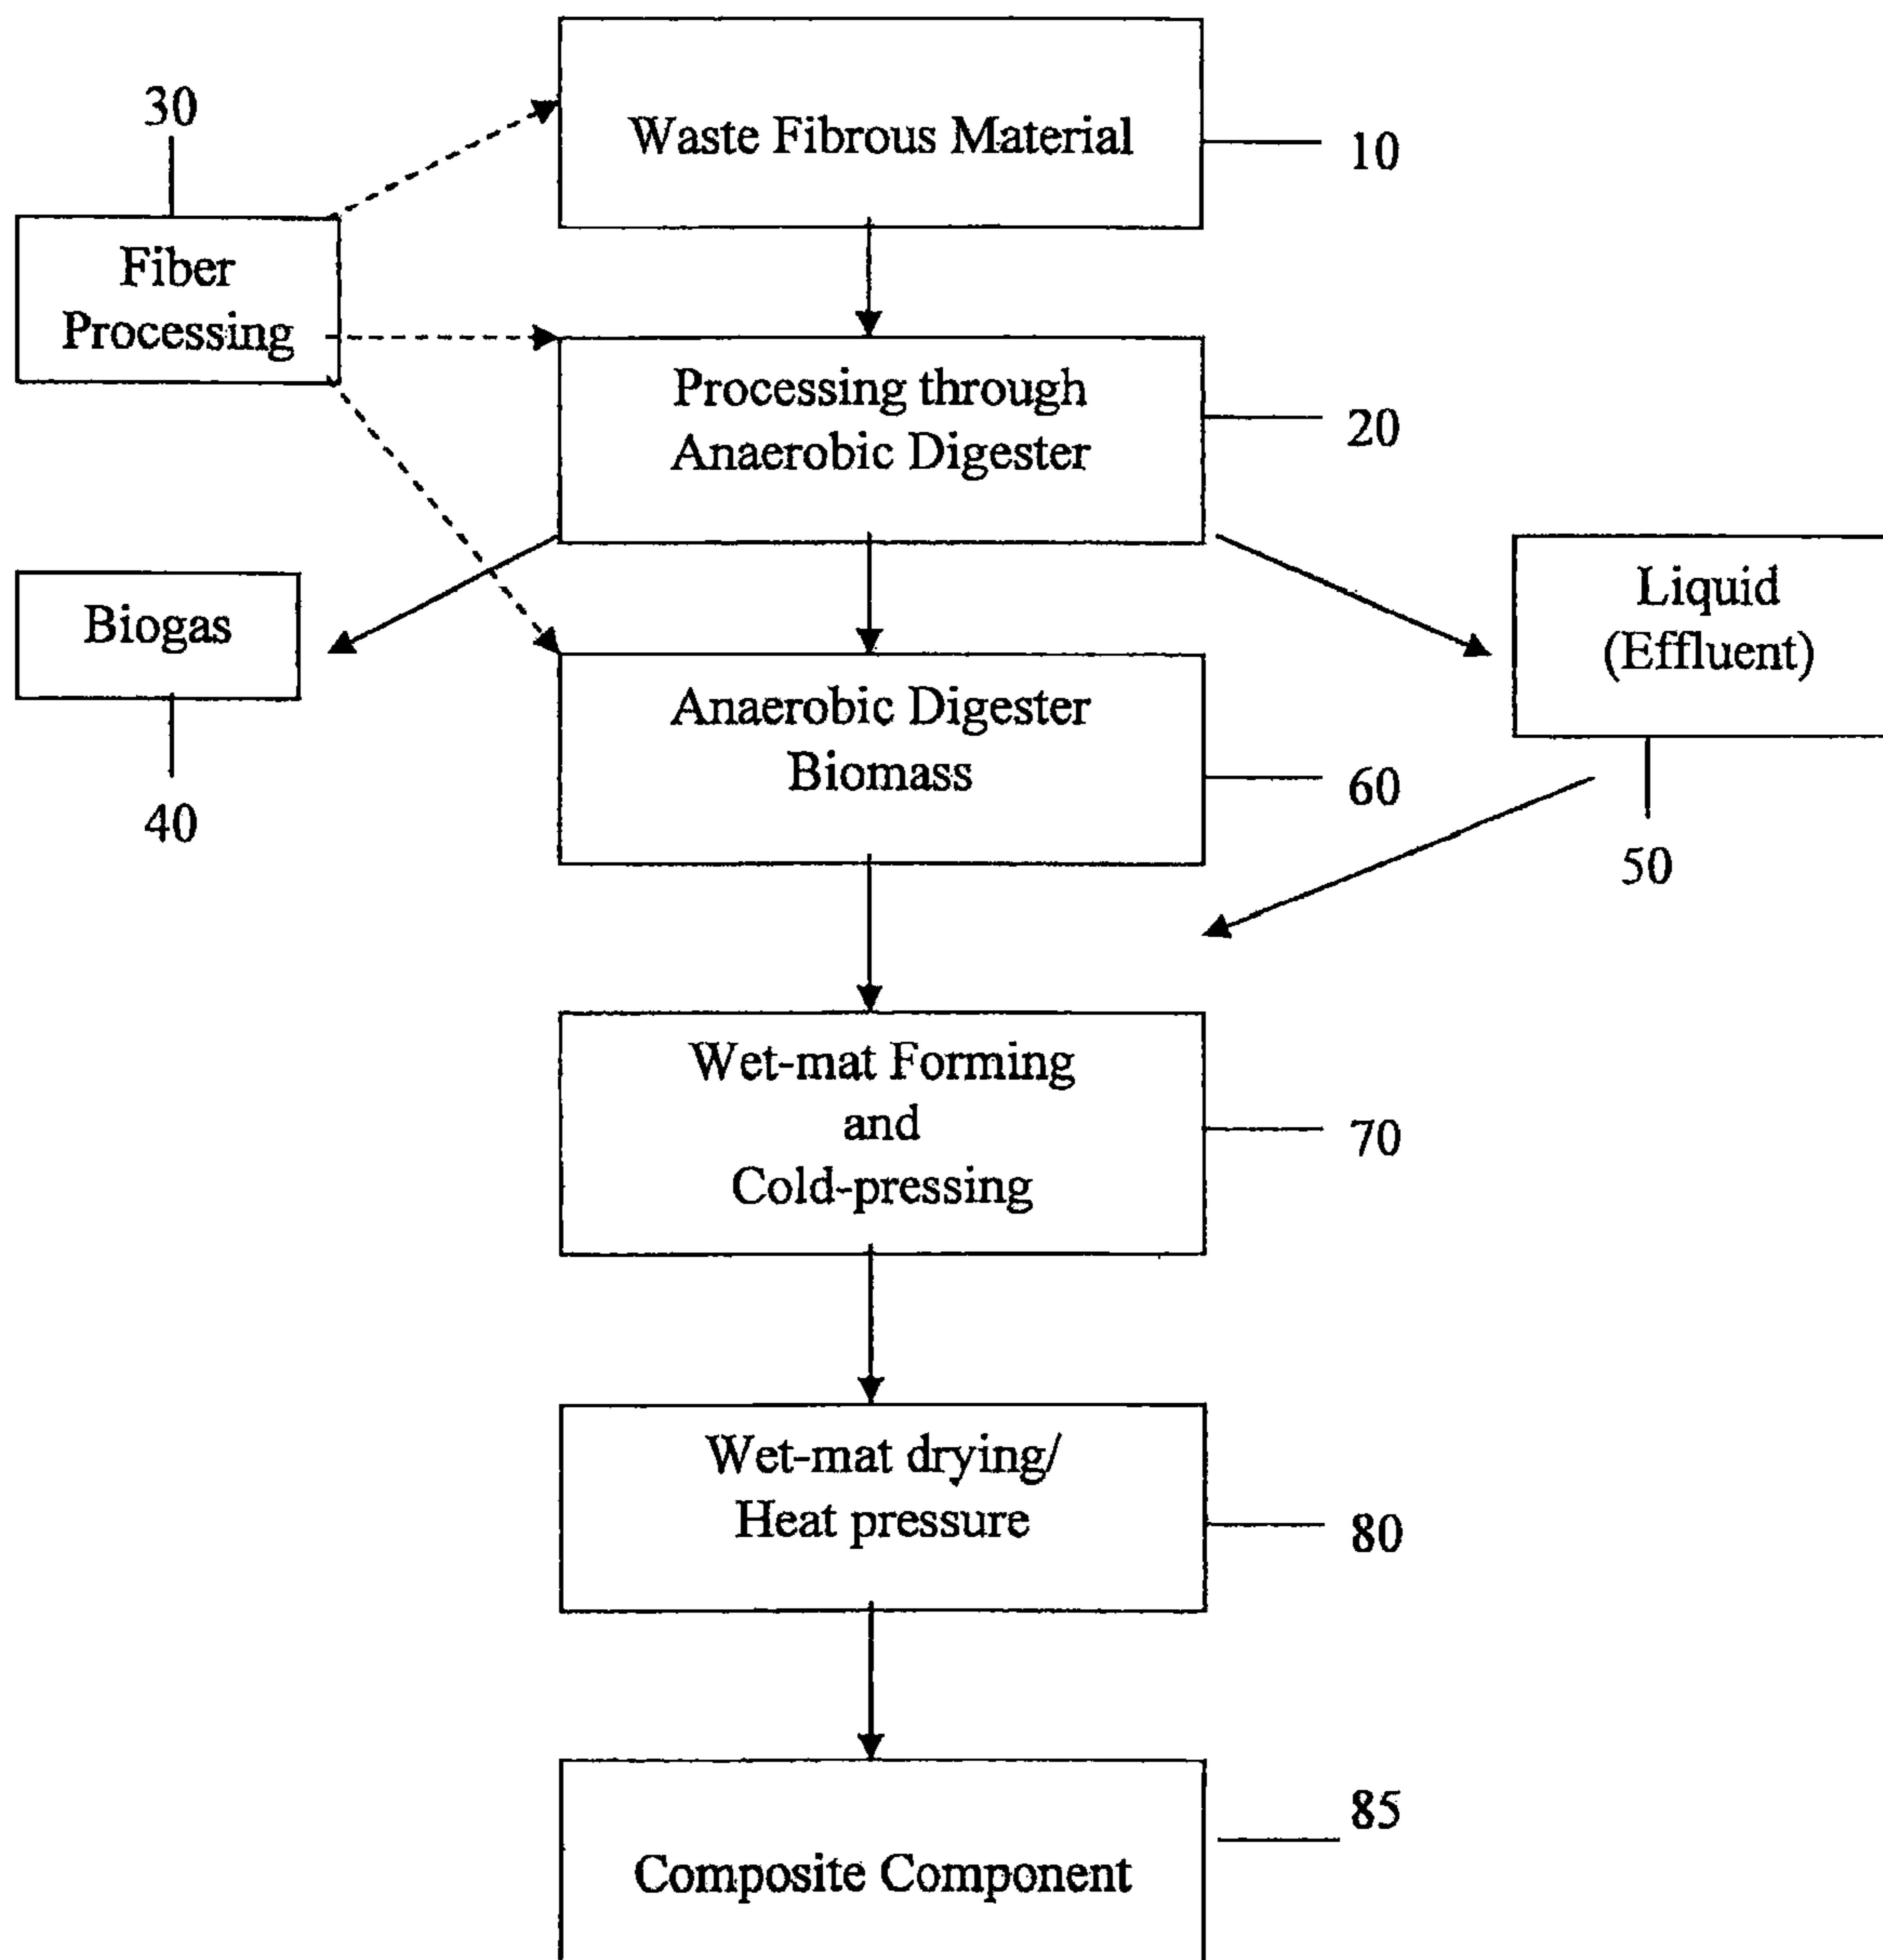 30
Waste Fibrous Material
10
Fiber
Processing
Processing through
Anaerobic Digester
20
Biogas
40
Liquid
(Effluent)
50
Anaerobic Digester
Biomass
60
Wet-mat Forming
and
Cold-pressing
70
Wet-mat drying/
Heat pressure
80
85
Composite Component